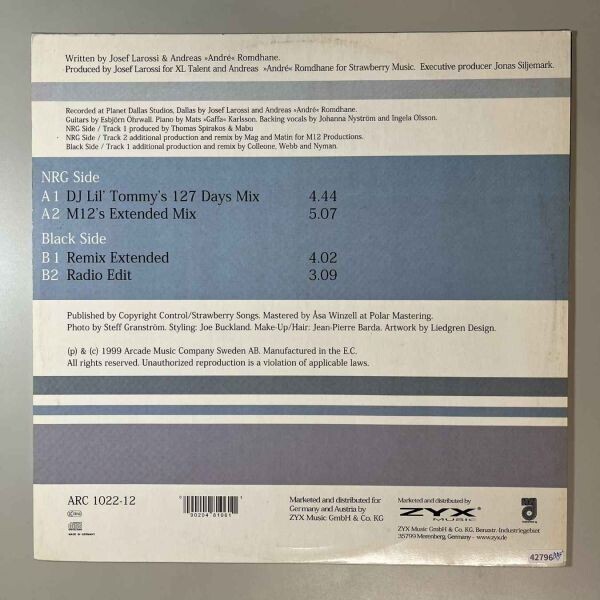 Written by Josef Larossi & Andreas »André« Romdhane.
Produced by Josef Larossi for XL Talent and Andreas »André« Romdhane for Strawberry Music. Executive producer Jonas Siljemark.
Recorded at Planet Dallas Studios, Dallas by Josef Larossi and Andreas »André« Romdhane.
Guitars by Esbjörn Öhrwall. Piano by Mats »Gaffa« Karlsson. Backing vocals by Johanna Nyström and Ingela Olsson.
NRG Side / Track 1 produced by Thomas Spirakos & Mabu
NRG Side / Track 2 additional production and remix by Mag and Matin for M12 Productions.
Black Side / Track 1 additional production and remix by Colleone, Webb and Nyman.
NRG Side
A1 DJ Lil' Tommy's 127 Days Mix 4.44
A2 M12's Extended Mix 5.07
Black Side
B1 Remix Extended 4.02
B2 Radio Edit 3.09
Published by Copyright Control/Strawberry Songs. Mastered by Åsa Winzell at Polar Mastering.
Photo by Steff Granström. Styling: Joe Buckland. Make-Up/Hair: Jean-Pierre Barda. Artwork by Liedgren Design.
(p) & (c) 1999 Arcade Music Company Sweden AB. Manufactured in the E.C.
All rights reserved. Unauthorized reproduction is a violation of applicable laws.
ARC 1022-12
MADE IN GERMANY
Marketed and distributed for
Germany and Austria by
ZYX Music GmbH & Co. KG
Marketed and distributed by
ZYX
MUSIC
ZYX Music GmbH & Co. KG, Benzstr.-Industriegebiet
35799 Merenberg, Germany - www.zyx.de
42796